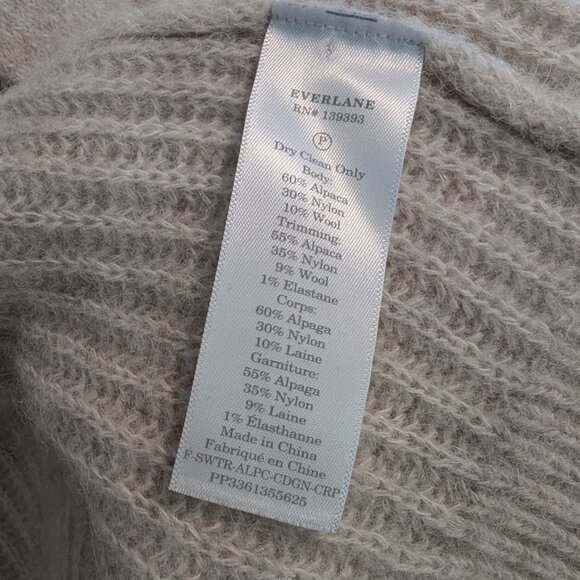 EVERLANE
RN# 139393
P
Dry Clean Only
Body:
60% Alpaca
30% Nylon
10% Wool
Trimming:
55% Alpaca
35% Nylon
9% Wool
1% Elastane
Corps:
60% Alpaga
30% Nylon
10% Laine
Garniture:
55% Alpaga
35% Nylon
9% Laine
1% Élasthanne
Made in China
Fabriqué en Chine
F-SWTR-ALPC-CDGN-CRP
PP3361355625